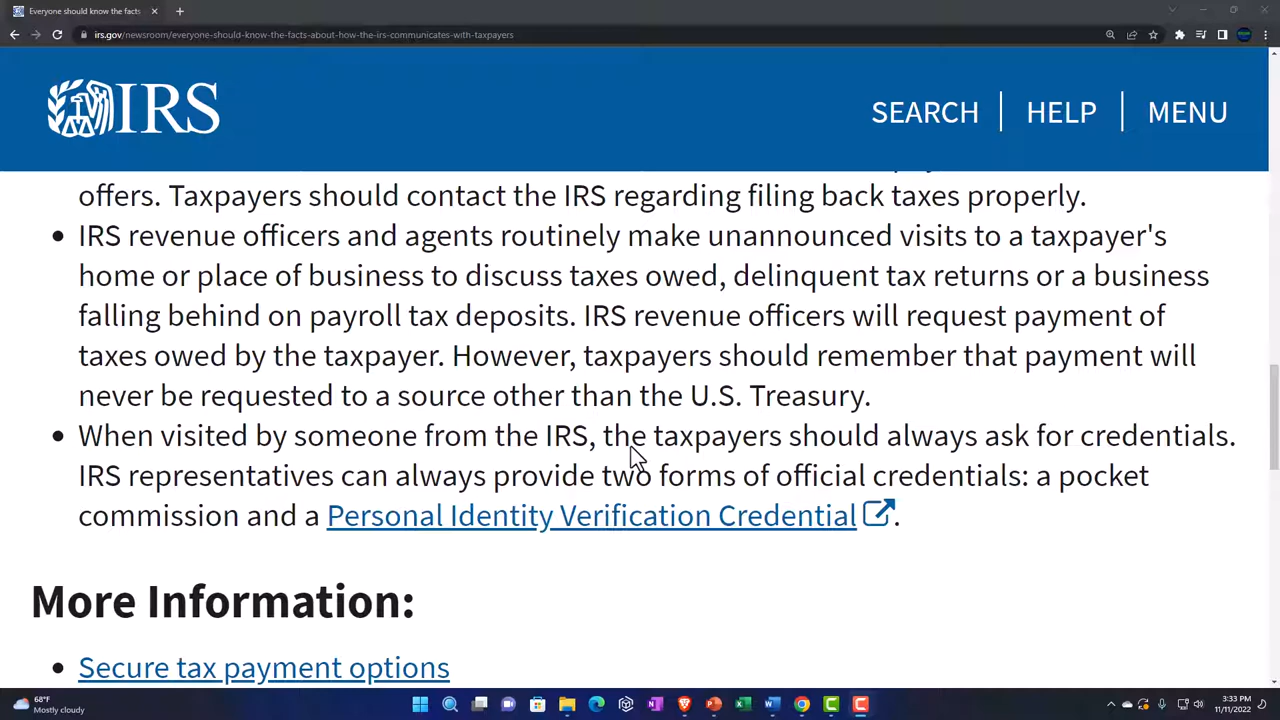 Everyone should know the facts
irs.gov/newsroom/everyone-should-know-the-facts-about-how-the-irs-communicates-with-taxpayers
IRS
SEARCH
HELP
MENU
offers. Taxpayers should contact the IRS regarding filing back taxes properly.
• IRS revenue officers and agents routinely make unannounced visits to a taxpayer's
home or place of business to discuss taxes owed, delinquent tax returns or a business
falling behind on payroll tax deposits. IRS revenue officers will request payment of
taxes owed by the taxpayer. However, taxpayers should remember that payment will
never be requested to a source other than the U.S. Treasury.
• When visited by someone from the IRS, the taxpayers should always ask for credentials.
IRS representatives can always provide two forms of official credentials: a pocket
commission and a Personal Identity Verification Credential.
More Information:
• Secure tax payment options
68°F
Mostly cloudy
3:33 PM
11/11/2022